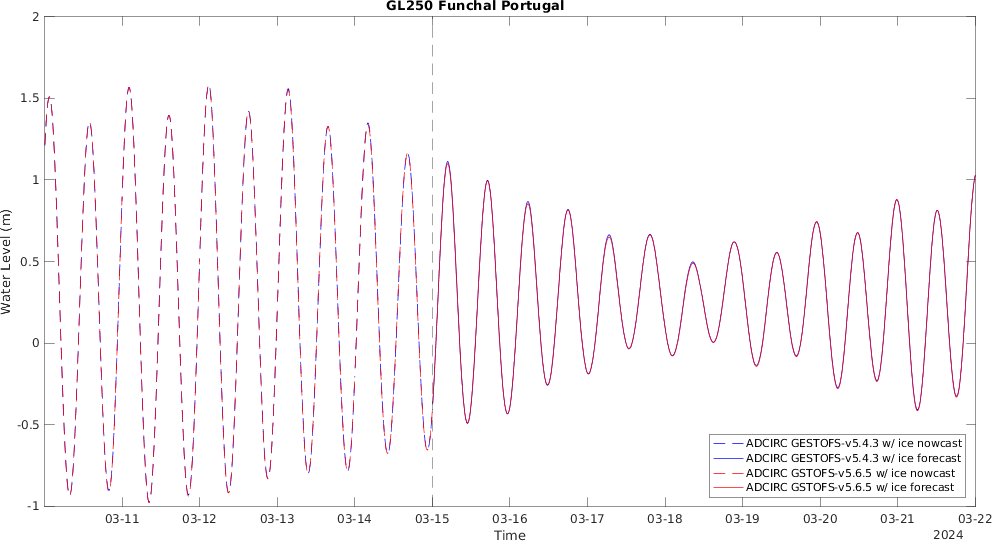 GL250 Funchal Portugal
2
1.5
1
0.5
0
-0.5
-1
Water Level (m)
ADCIRC GESTOFS-v5.4.3 w/ ice nowcast
ADCIRC GESTOFS-v5.4.3 w/ ice forecast
ADCIRC GSTOFS-v5.6.5 w/ ice nowcast
ADCIRC GSTOFS-v5.6.5 w/ ice forecast
03-11 03-12 03-13 03-14 03-15 03-16 03-17 03-18 03-19 03-20 03-21 03-22
Time
2024